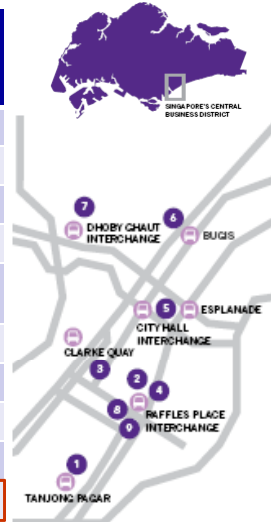 SINGAPORE'S CENTRAL
BUSINESS DISTRICT
7
6
DHOBY GHAUT
INTERCHANGE
BUGIS
5
ESPLANADE
CITY HALL
INTERCHANGE
CLARKE QUAY
3
2
4
8
RAFFLES PLACE
INTERCHANGE
9
1
TANJONG PAGAR